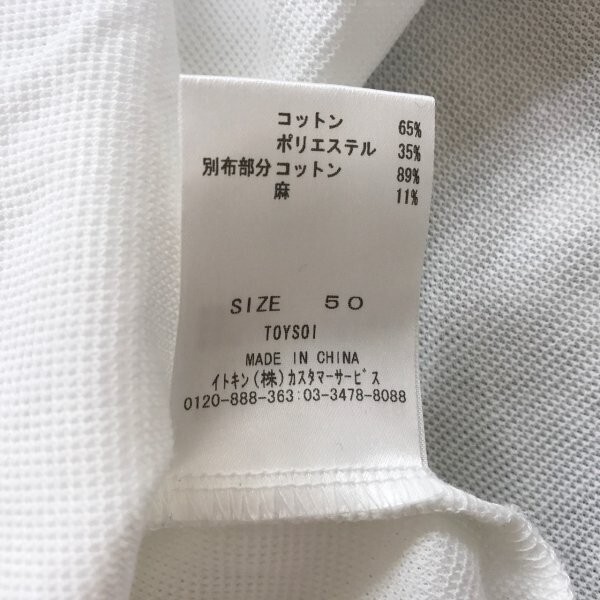 コットン 65%
ポリエステル 35%
別布部分コットン 89%
麻 11%
SIZE 50
TOYSOI
MADE IN CHINA
イトキン(株)カスタマーサービス
0120-888-363:03-3478-8088